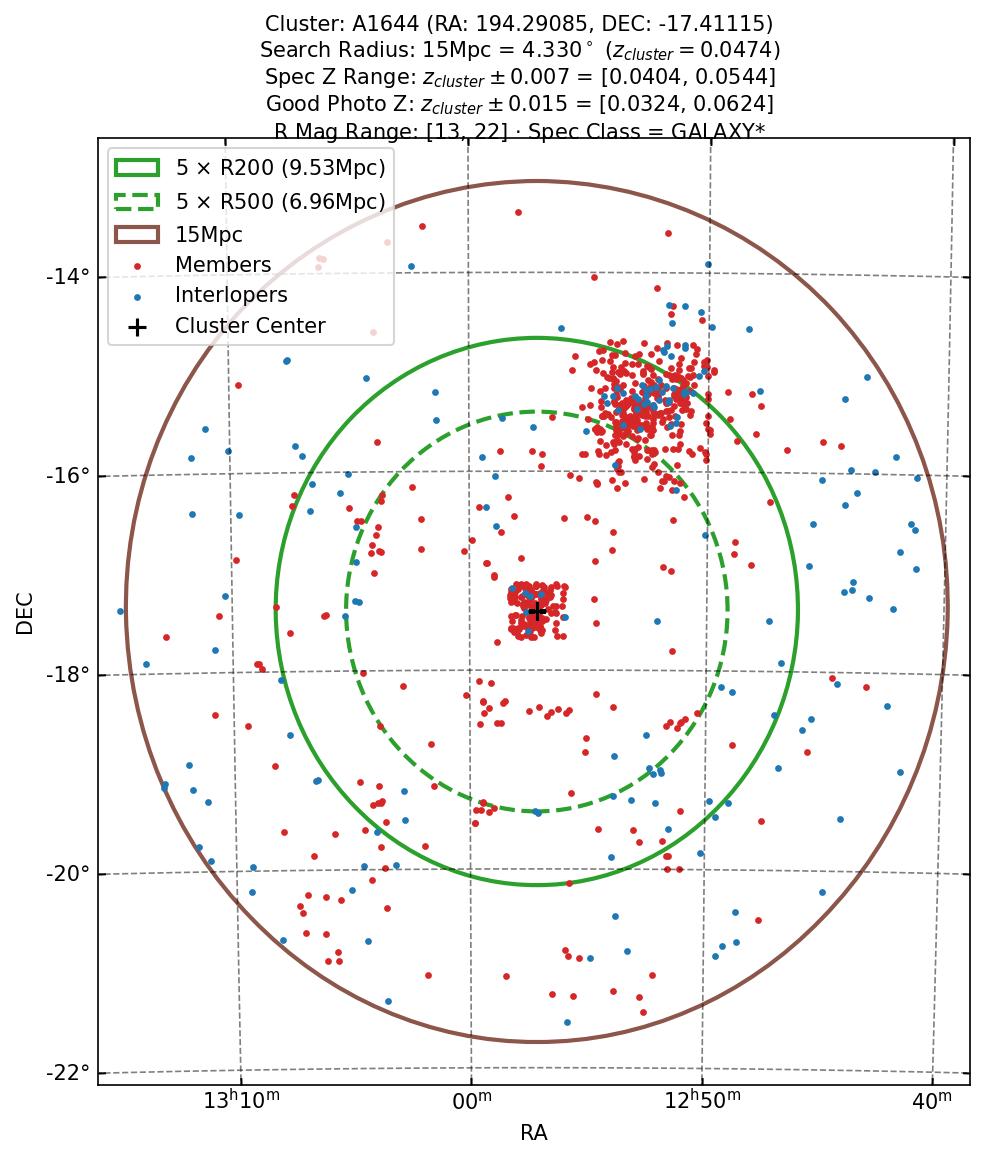 Cluster: A1644 (RA: 194.29085, DEC: -17.41115)
Search Radius: 15Mpc = 4.330° (z_cluster = 0.0474)
Spec Z Range: z_cluster ± 0.007 = [0.0404, 0.0544]
Good Photo Z: z_cluster ± 0.015 = [0.0324, 0.0624]
R Mag Range: [13, 22] · Spec Class = GALAXY*
5 × R200 (9.53Mpc)
5 × R500 (6.96Mpc)
15Mpc
Members
Interlopers
Cluster Center
-14°
-16°
-18°
-20°
-22°
DEC
13h10m
00m
12h50m
40m
RA